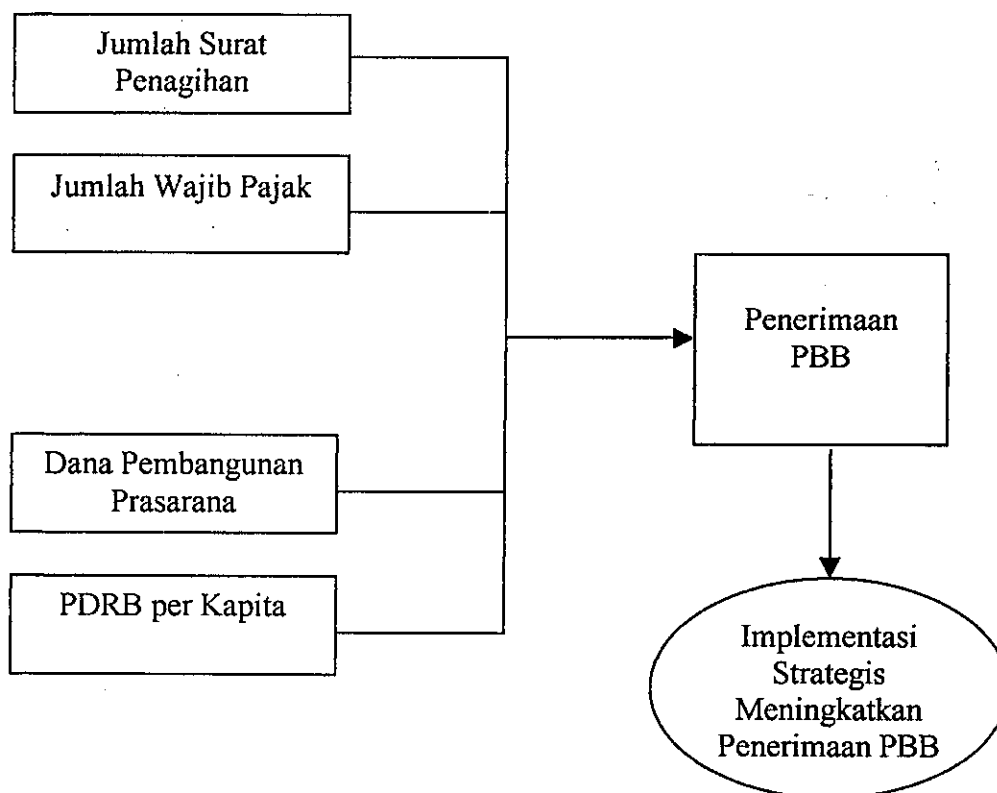 Jumlah Surat
Penagihan
Jumlah Wajib Pajak
Dana Pembangunan
Prasarana
PDRB per Kapita
Penerimaan
PBB
Implementasi
Strategis
Meningkatkan
Penerimaan PBB